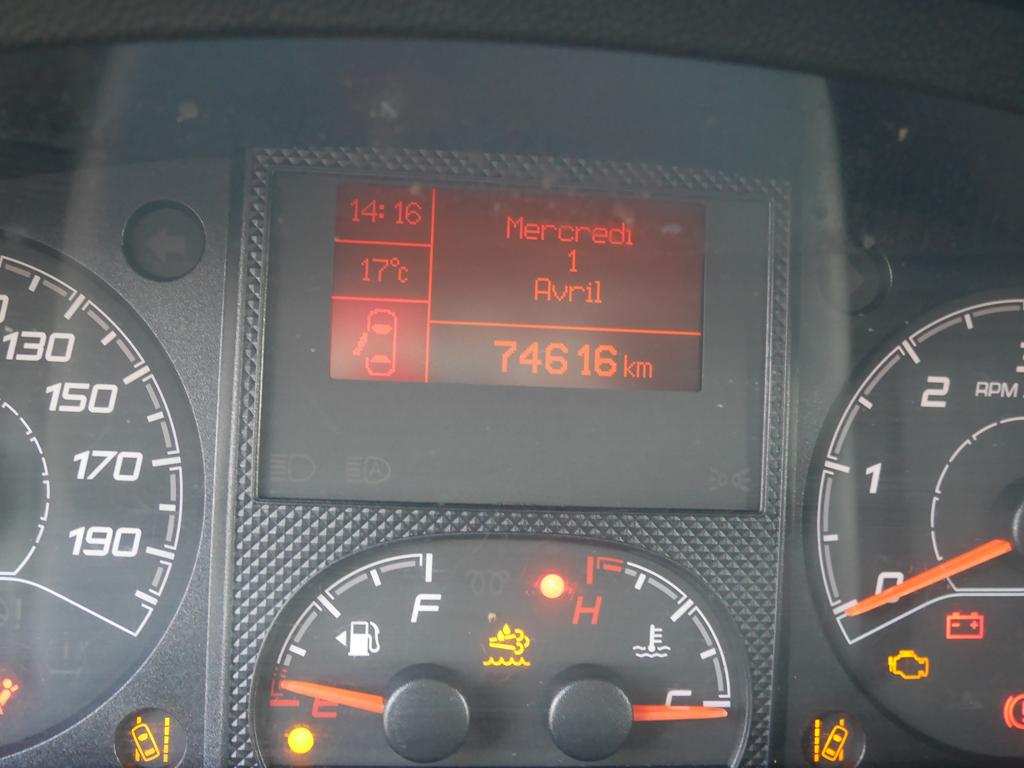 14:16
Mercredi
1
17°c
Avril
74616 km
130
150
170
190
2
RPM
1
0
F
H
E
C